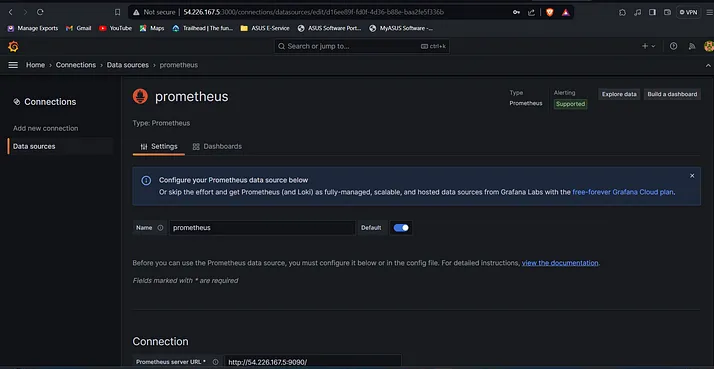 Not secure 54.226.167.5:3000/connections/datasources/edit/d16ee89f-fd0f-4d36-b88e-baa2fe5f336b VPN
Manage Exports Gmail YouTube Maps Trailhead | The fun... ASUS E-Service ASUS Software Port... MyASUS Software -...
Search or jump to... ctrl+k
Home > Connections > Data sources > prometheus
Connections
Add new connection
Data sources
prometheus
Type Alerting
Prometheus Supported
Explore data Build a dashboard
Type: Prometheus
Settings Dashboards
Configure your Prometheus data source below
Or skip the effort and get Prometheus (and Loki) as fully-managed, scalable, and hosted data sources from Grafana Labs with the free-forever Grafana Cloud plan.
Name prometheus Default
Before you can use the Prometheus data source, you must configure it below or in the config file. For detailed instructions, view the documentation.
Fields marked with * are required
Connection
Prometheus server URL * http://54.226.167.5:9090/